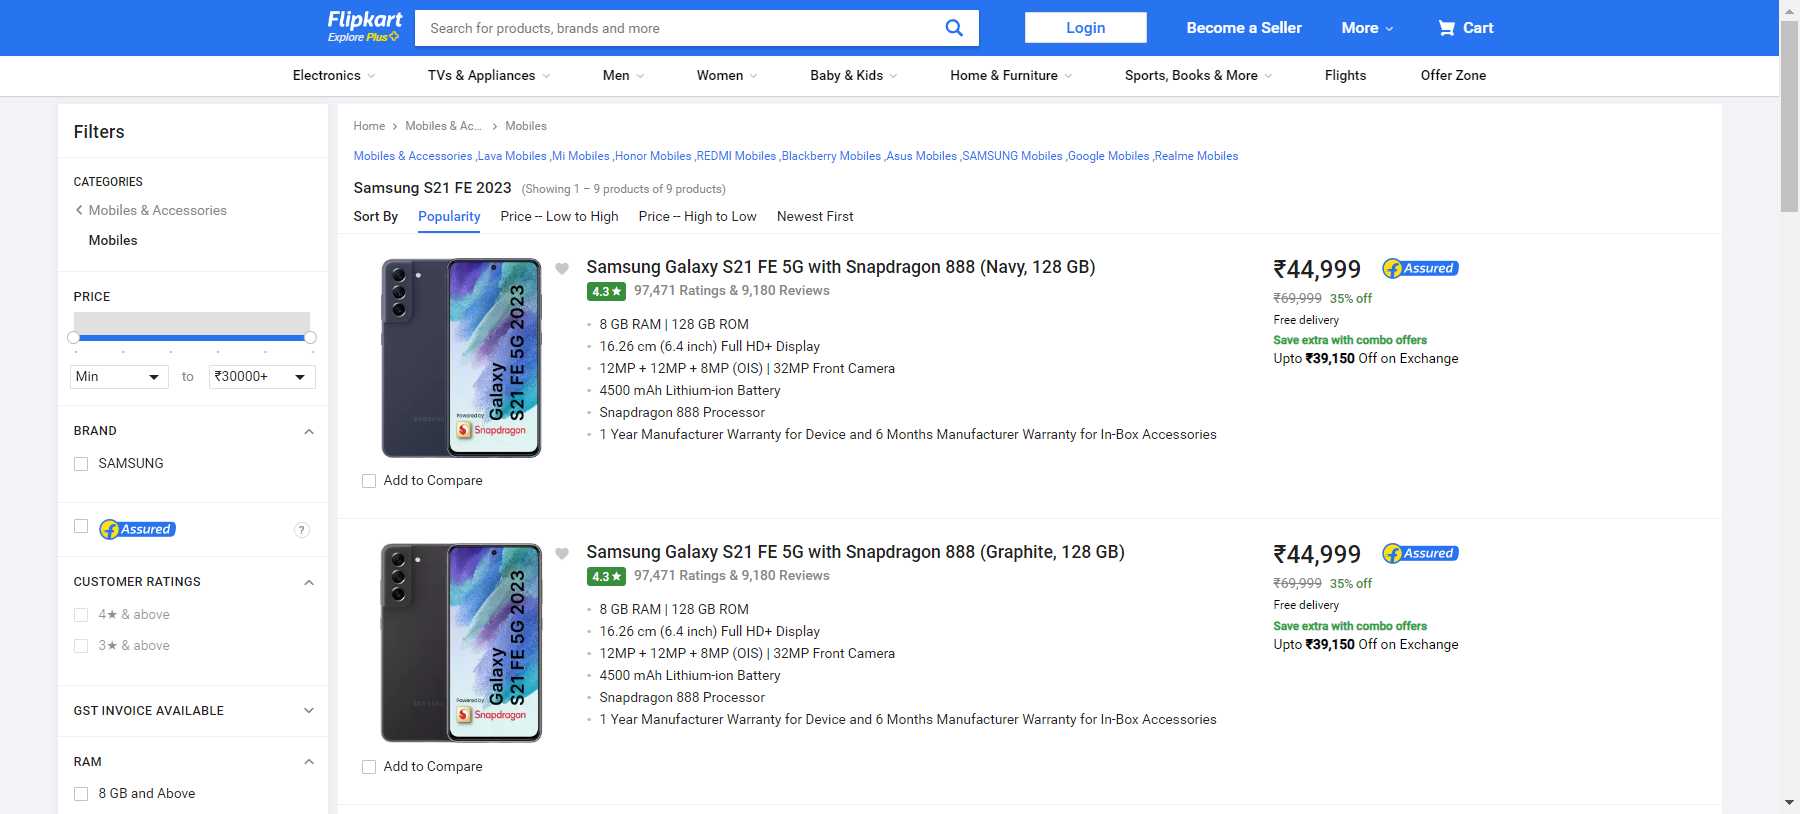 Flipkart
Explore Plus
Search for products, brands and more
Login
Become a Seller
More
Cart
Electronics
TVs & Appliances
Men
Women
Baby & Kids
Home & Furniture
Sports, Books & More
Flights
Offer Zone
Filters
CATEGORIES
Mobiles & Accessories
Mobiles
PRICE
Min
to
₹30000+
BRAND
SAMSUNG
Assured
?
CUSTOMER RATINGS
4★ & above
3★ & above
GST INVOICE AVAILABLE
RAM
8 GB and Above
Home > Mobiles & Ac... > Mobiles
Mobiles & Accessories ,Lava Mobiles ,Mi Mobiles ,Honor Mobiles ,REDMI Mobiles ,Blackberry Mobiles ,Asus Mobiles ,SAMSUNG Mobiles ,Google Mobiles ,Realme Mobiles
Samsung S21 FE 2023 (Showing 1 – 9 products of 9 products)
Sort By Popularity Price -- Low to High Price -- High to Low Newest First
Galaxy
S21 FE 5G 2023
Powered by
Snapdragon
SAMSUNG
Add to Compare
Samsung Galaxy S21 FE 5G with Snapdragon 888 (Navy, 128 GB)
4.3★ 97,471 Ratings & 9,180 Reviews
8 GB RAM | 128 GB ROM
16.26 cm (6.4 inch) Full HD+ Display
12MP + 12MP + 8MP (OIS) | 32MP Front Camera
4500 mAh Lithium-ion Battery
Snapdragon 888 Processor
1 Year Manufacturer Warranty for Device and 6 Months Manufacturer Warranty for In-Box Accessories
₹44,999
Assured
₹69,999 35% off
Free delivery
Save extra with combo offers
Upto ₹39,150 Off on Exchange
Galaxy
S21 FE 5G 2023
Powered by
Snapdragon
SAMSUNG
Add to Compare
Samsung Galaxy S21 FE 5G with Snapdragon 888 (Graphite, 128 GB)
4.3★ 97,471 Ratings & 9,180 Reviews
8 GB RAM | 128 GB ROM
16.26 cm (6.4 inch) Full HD+ Display
12MP + 12MP + 8MP (OIS) | 32MP Front Camera
4500 mAh Lithium-ion Battery
Snapdragon 888 Processor
1 Year Manufacturer Warranty for Device and 6 Months Manufacturer Warranty for In-Box Accessories
₹44,999
Assured
₹69,999 35% off
Free delivery
Save extra with combo offers
Upto ₹39,150 Off on Exchange